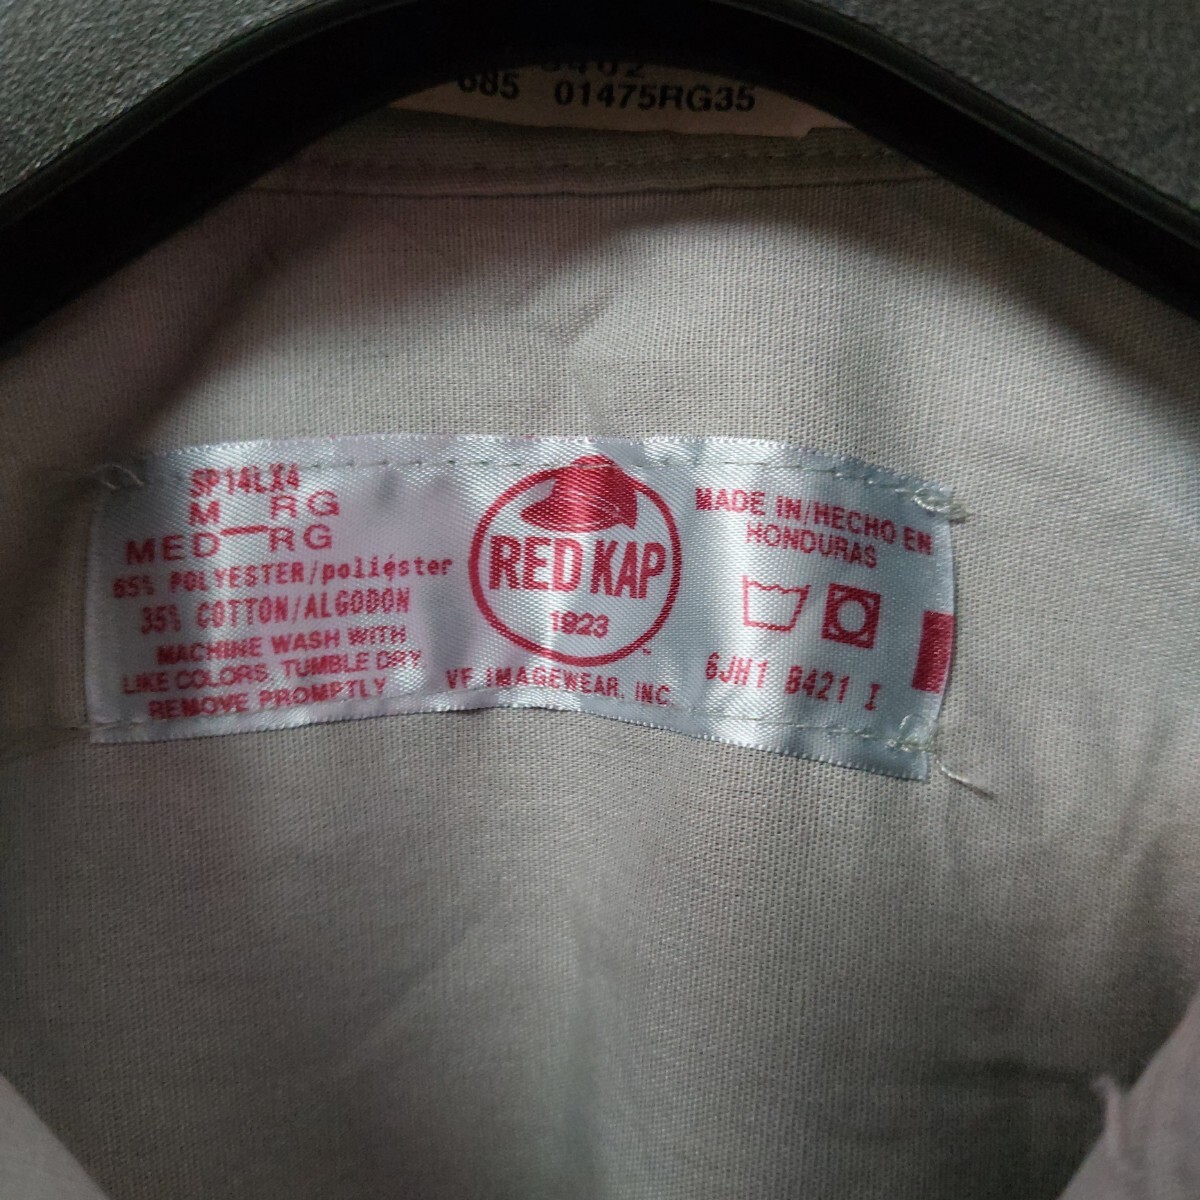 685 01475RG35
SP14LX4
M RG
MED-RG
65% POLYESTER/poliéster
35% COTTON/ALGODON
MACHINE WASH WITH
LIKE COLORS, TUMBLE DRY
REMOVE PROMPTLY
RED KAP
1923
™
VF IMAGEWEAR, INC.
MADE IN/HECHO EN
HONDURAS
6JH1 8421 I